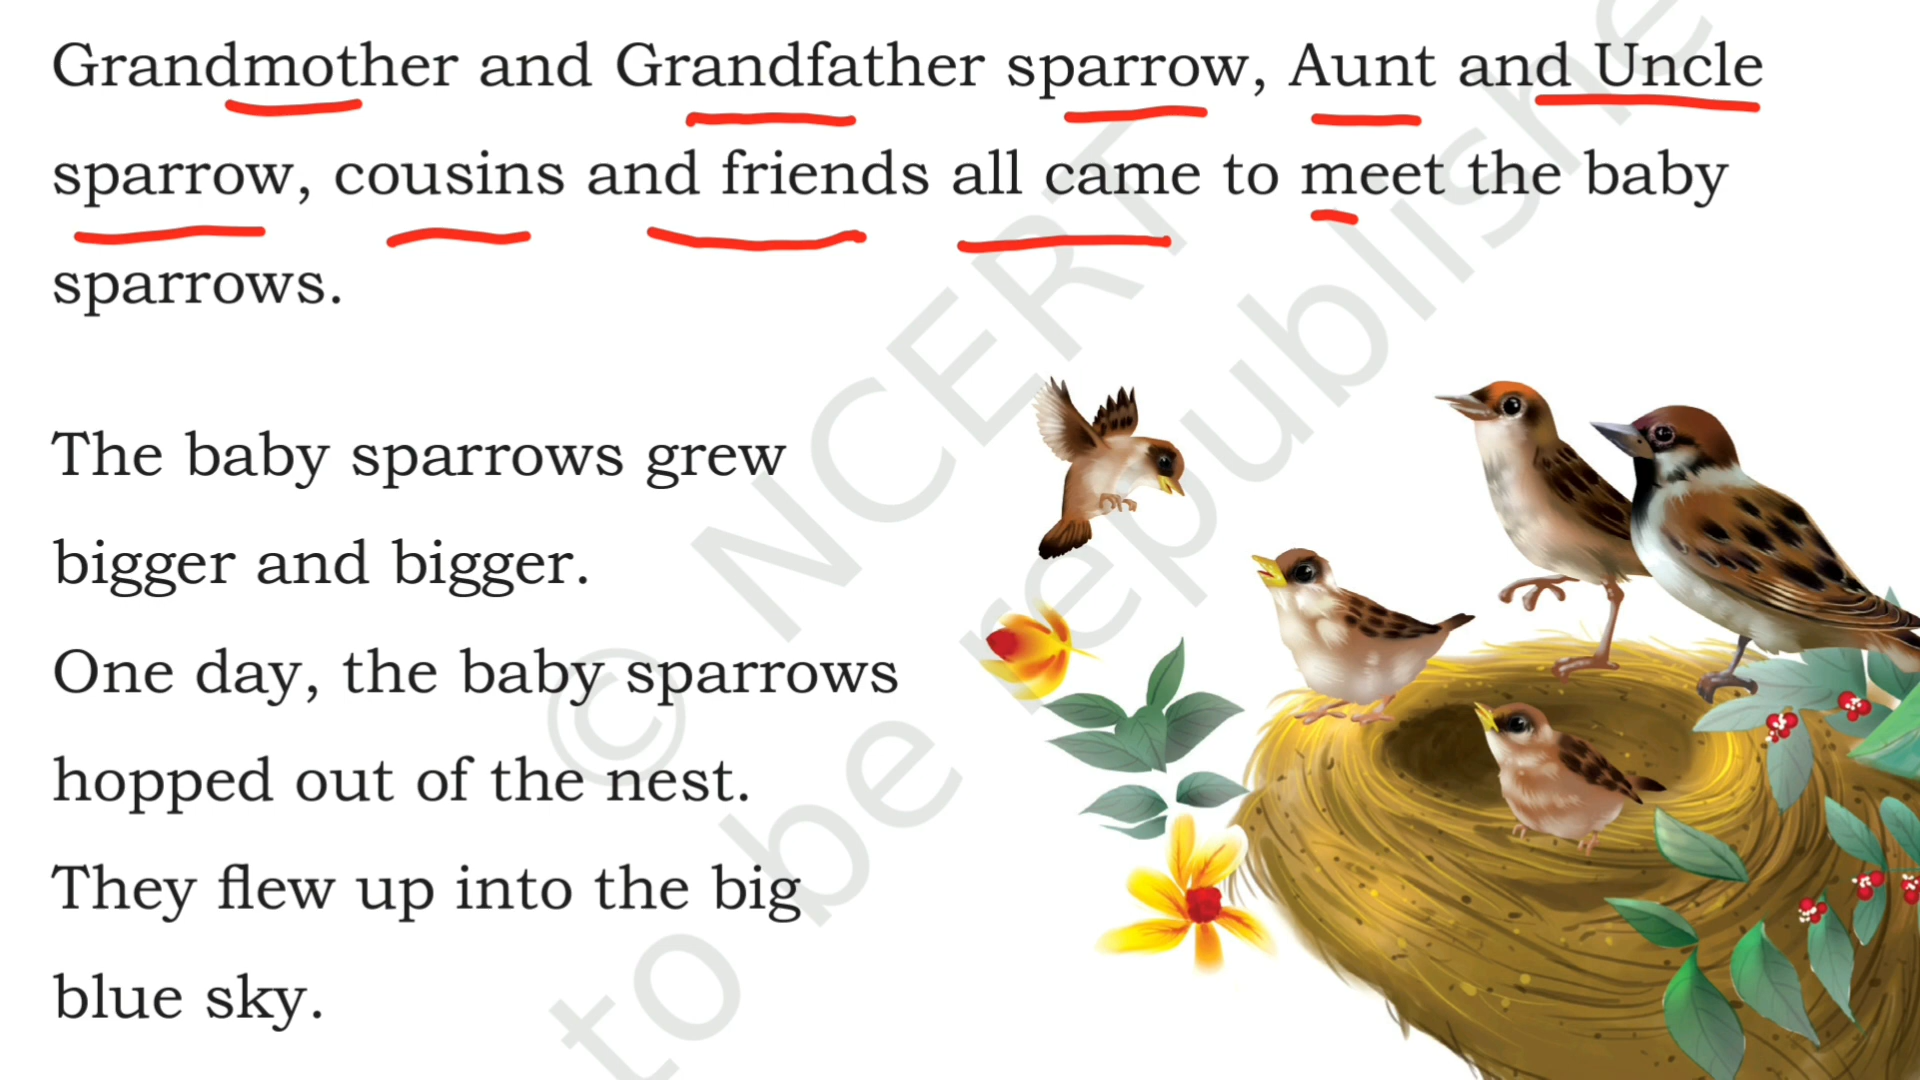 Grandmother and Grandfather sparrow, Aunt and Uncle
sparrow, cousins and friends all came to meet the baby
sparrows.
The baby sparrows grew
bigger and bigger.
One day, the baby sparrows
hopped out of the nest.
They flew up into the big
blue sky.
© NCERT
to be republishe